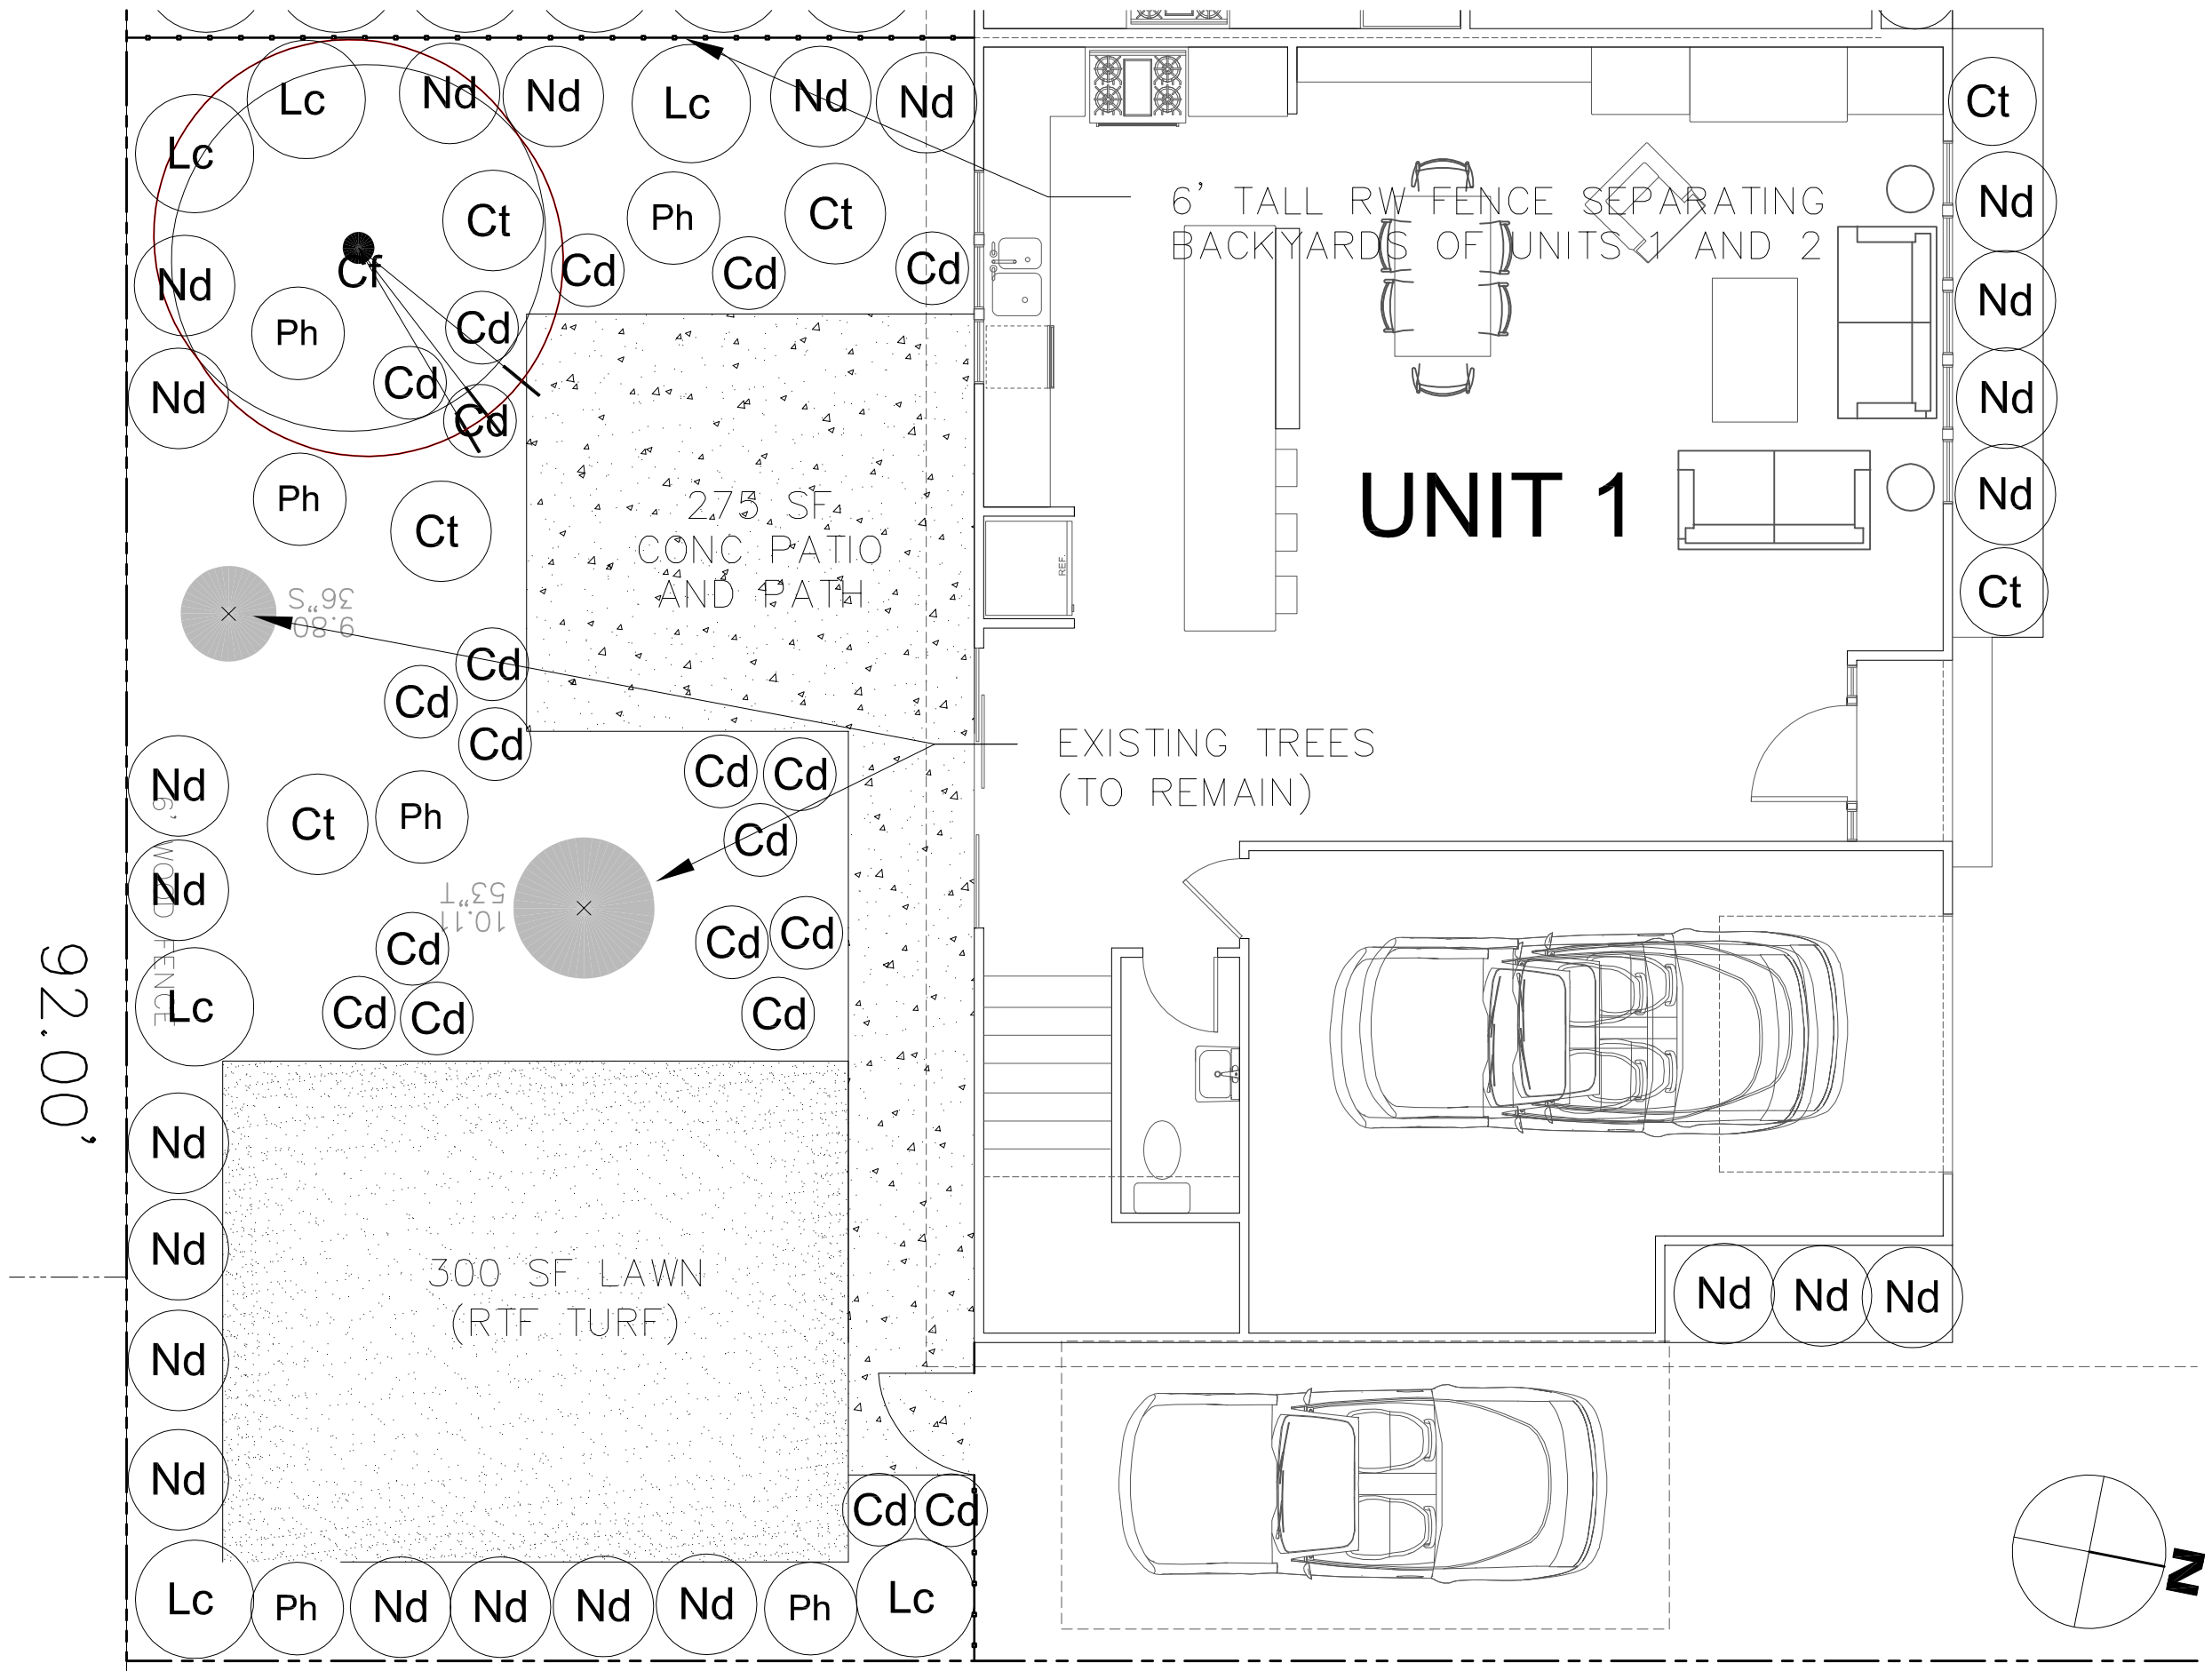 Lc
Nd
Nd
Lc
Nd
Nd
Ct
Lc
Ct
Ph
Ct
Nd
6' TALL RW FENCE SEPARATING
BACKYARDS OF UNITS 1 AND 2
Cf
Cd
Cd
Cd
Nd
Ph
Cd
Nd
Cd
Nd
Cd
Nd
Ph
Ct
275 SF
CONC PATIO
AND PATH
REF.
UNIT 1
Nd
Ct
9.80
36"S
Cd
Cd
Cd
EXISTING TREES
(TO REMAIN)
Nd
Ct
Ph
Cd
Cd
Cd
Nd
6' WOOD FENCE
10.11
53"T
Cd
Cd
Cd
Cd
Cd
Cd
Lc
92.00'
Nd
Nd
Nd
Nd
300 SF LAWN
(RTF TURF)
Nd
Nd
Nd
Cd
Cd
Lc
Ph
Nd
Nd
Nd
Nd
Ph
Lc
N